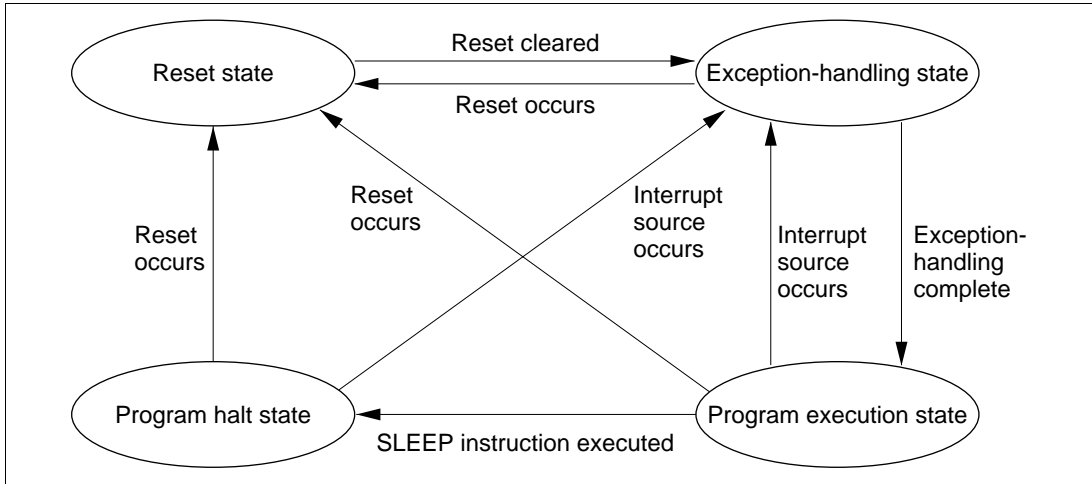 Reset state
Reset cleared
Exception-handling state
Reset occurs
Reset
occurs
Reset
occurs
Interrupt
source
occurs
Interrupt
source
occurs
Exception-
handling
complete
Program halt state
SLEEP instruction executed
Program execution state